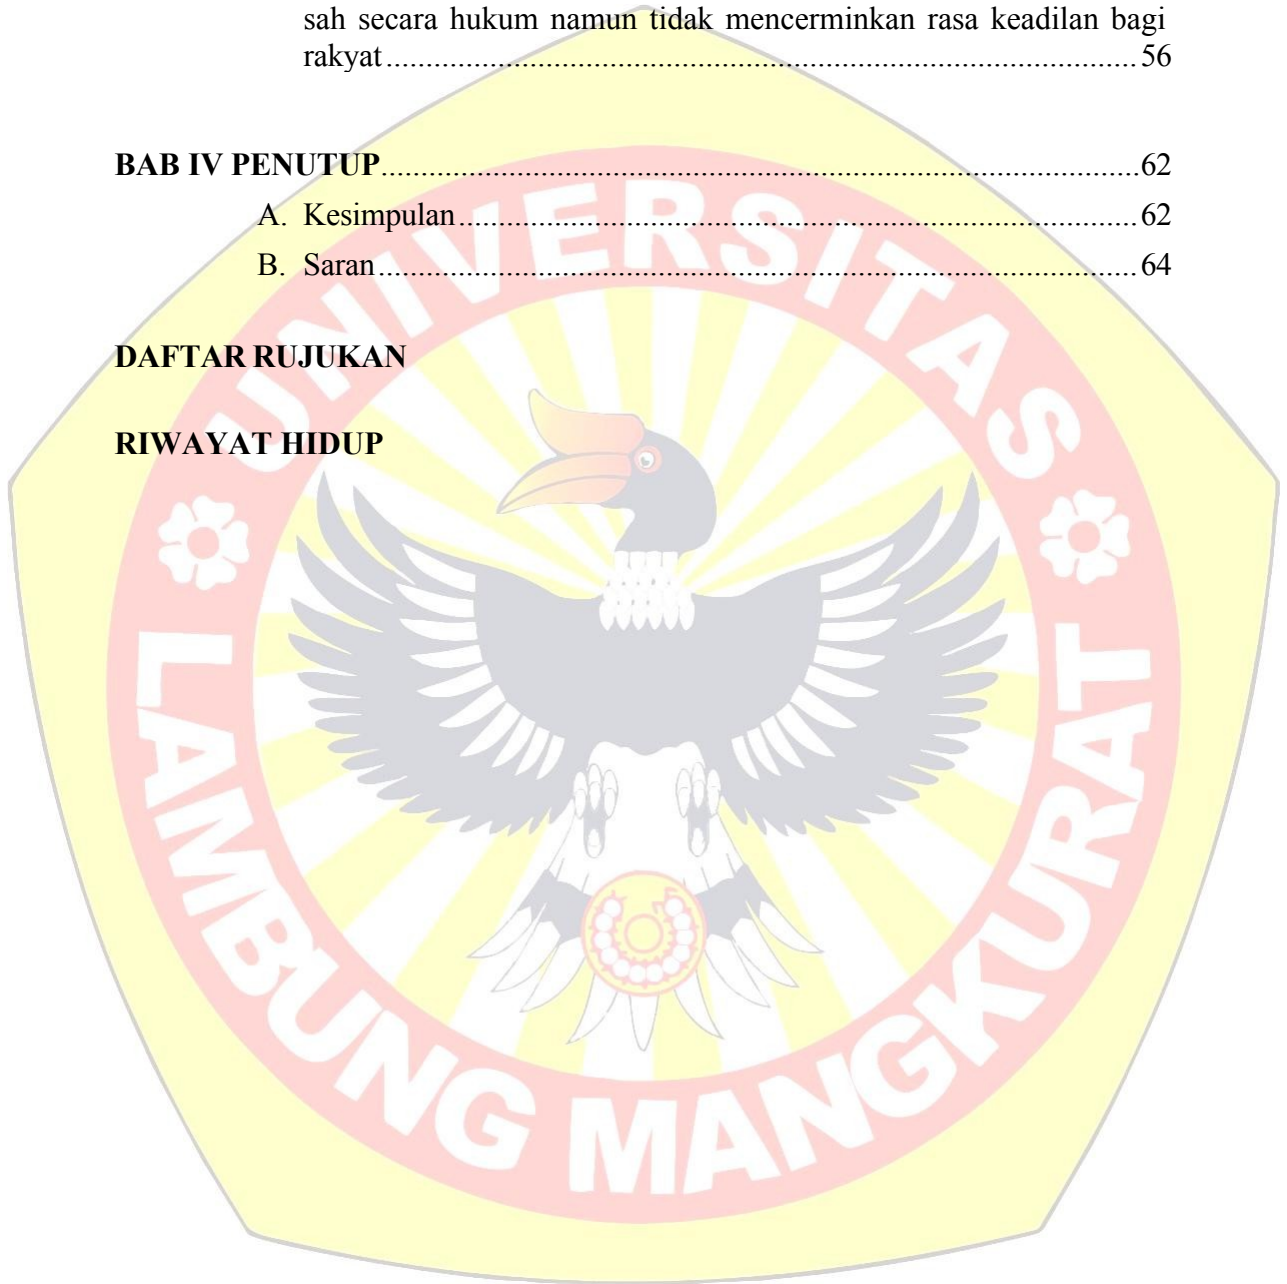 sah secara hukum namun tidak mencerminkan rasa keadilan bagi
rakyat.................................................................................................56
BAB IV PENUTUP.................................................................................................62
A. Kesimpulan.................................................................................................62
B. Saran.................................................................................................64
DAFTAR RUJUKAN
RIWAYAT HIDUP
UNIVERSITAS
LAMBUNG MANGKURAT